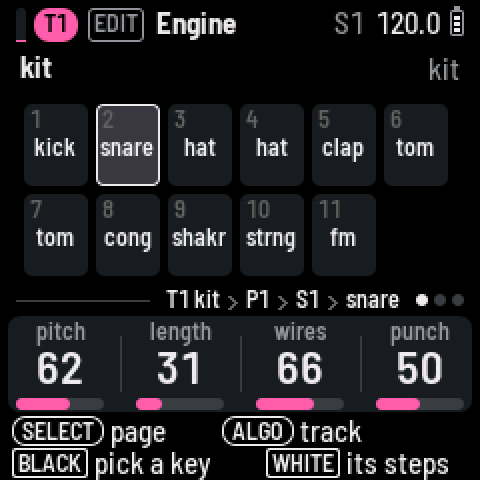 T1 EDIT Engine S1 120.0
kit kit
1 2 3 4 5 6
kick snare hat hat clap tom
7 8 9 10 11
tom cong shakr strng fm
T1 kit > P1 > S1 > snare
pitch length wires punch
62 31 66 50
SELECT page ALGO track
BLACK pick a key WHITE its steps